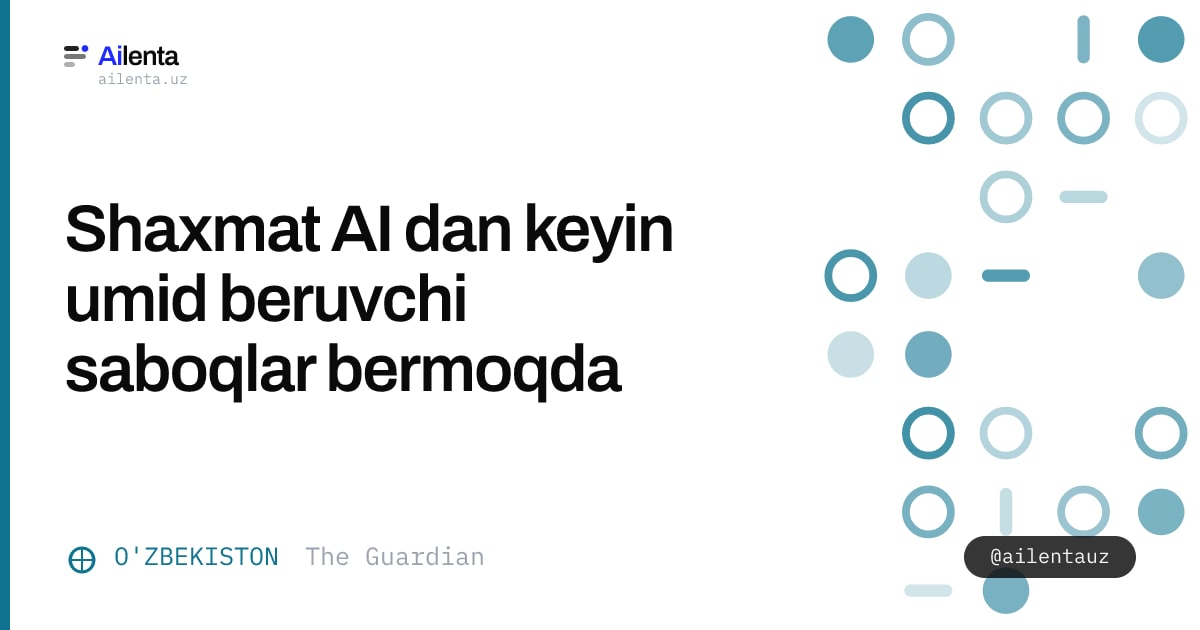 Ailenta
ailenta.uz
Shaxmat AI dan keyin
umid beruvchi
saboqlar bermoqda
O'ZBEKISTON The Guardian
@ailentauz